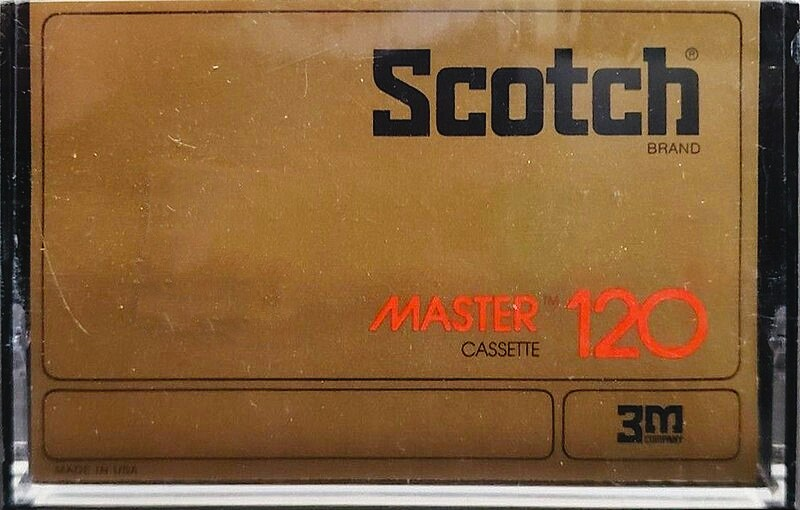 Scotch®
BRAND
MASTER™ 120
CASSETTE
3M
COMPANY
MADE IN USA